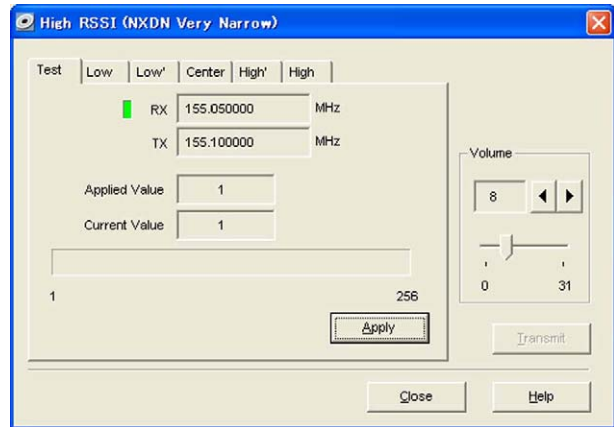 High RSSI (NXDN Very Narrow)
Test Low Low' Center High' High
RX 155.050000 MHz
TX 155.100000 MHz
Applied Value 1
Current Value 1
1 256
Apply
Volume
8
0 31
Transmit
Close Help